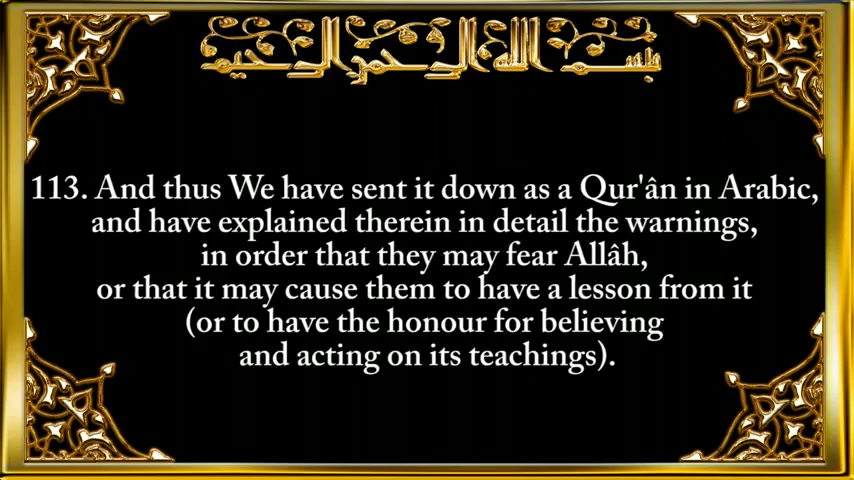 بسم الله الرحمن الرحيم
113. And thus We have sent it down as a Qur'ân in Arabic,
and have explained therein in detail the warnings,
in order that they may fear Allâh,
or that it may cause them to have a lesson from it
(or to have the honour for believing
and acting on its teachings).